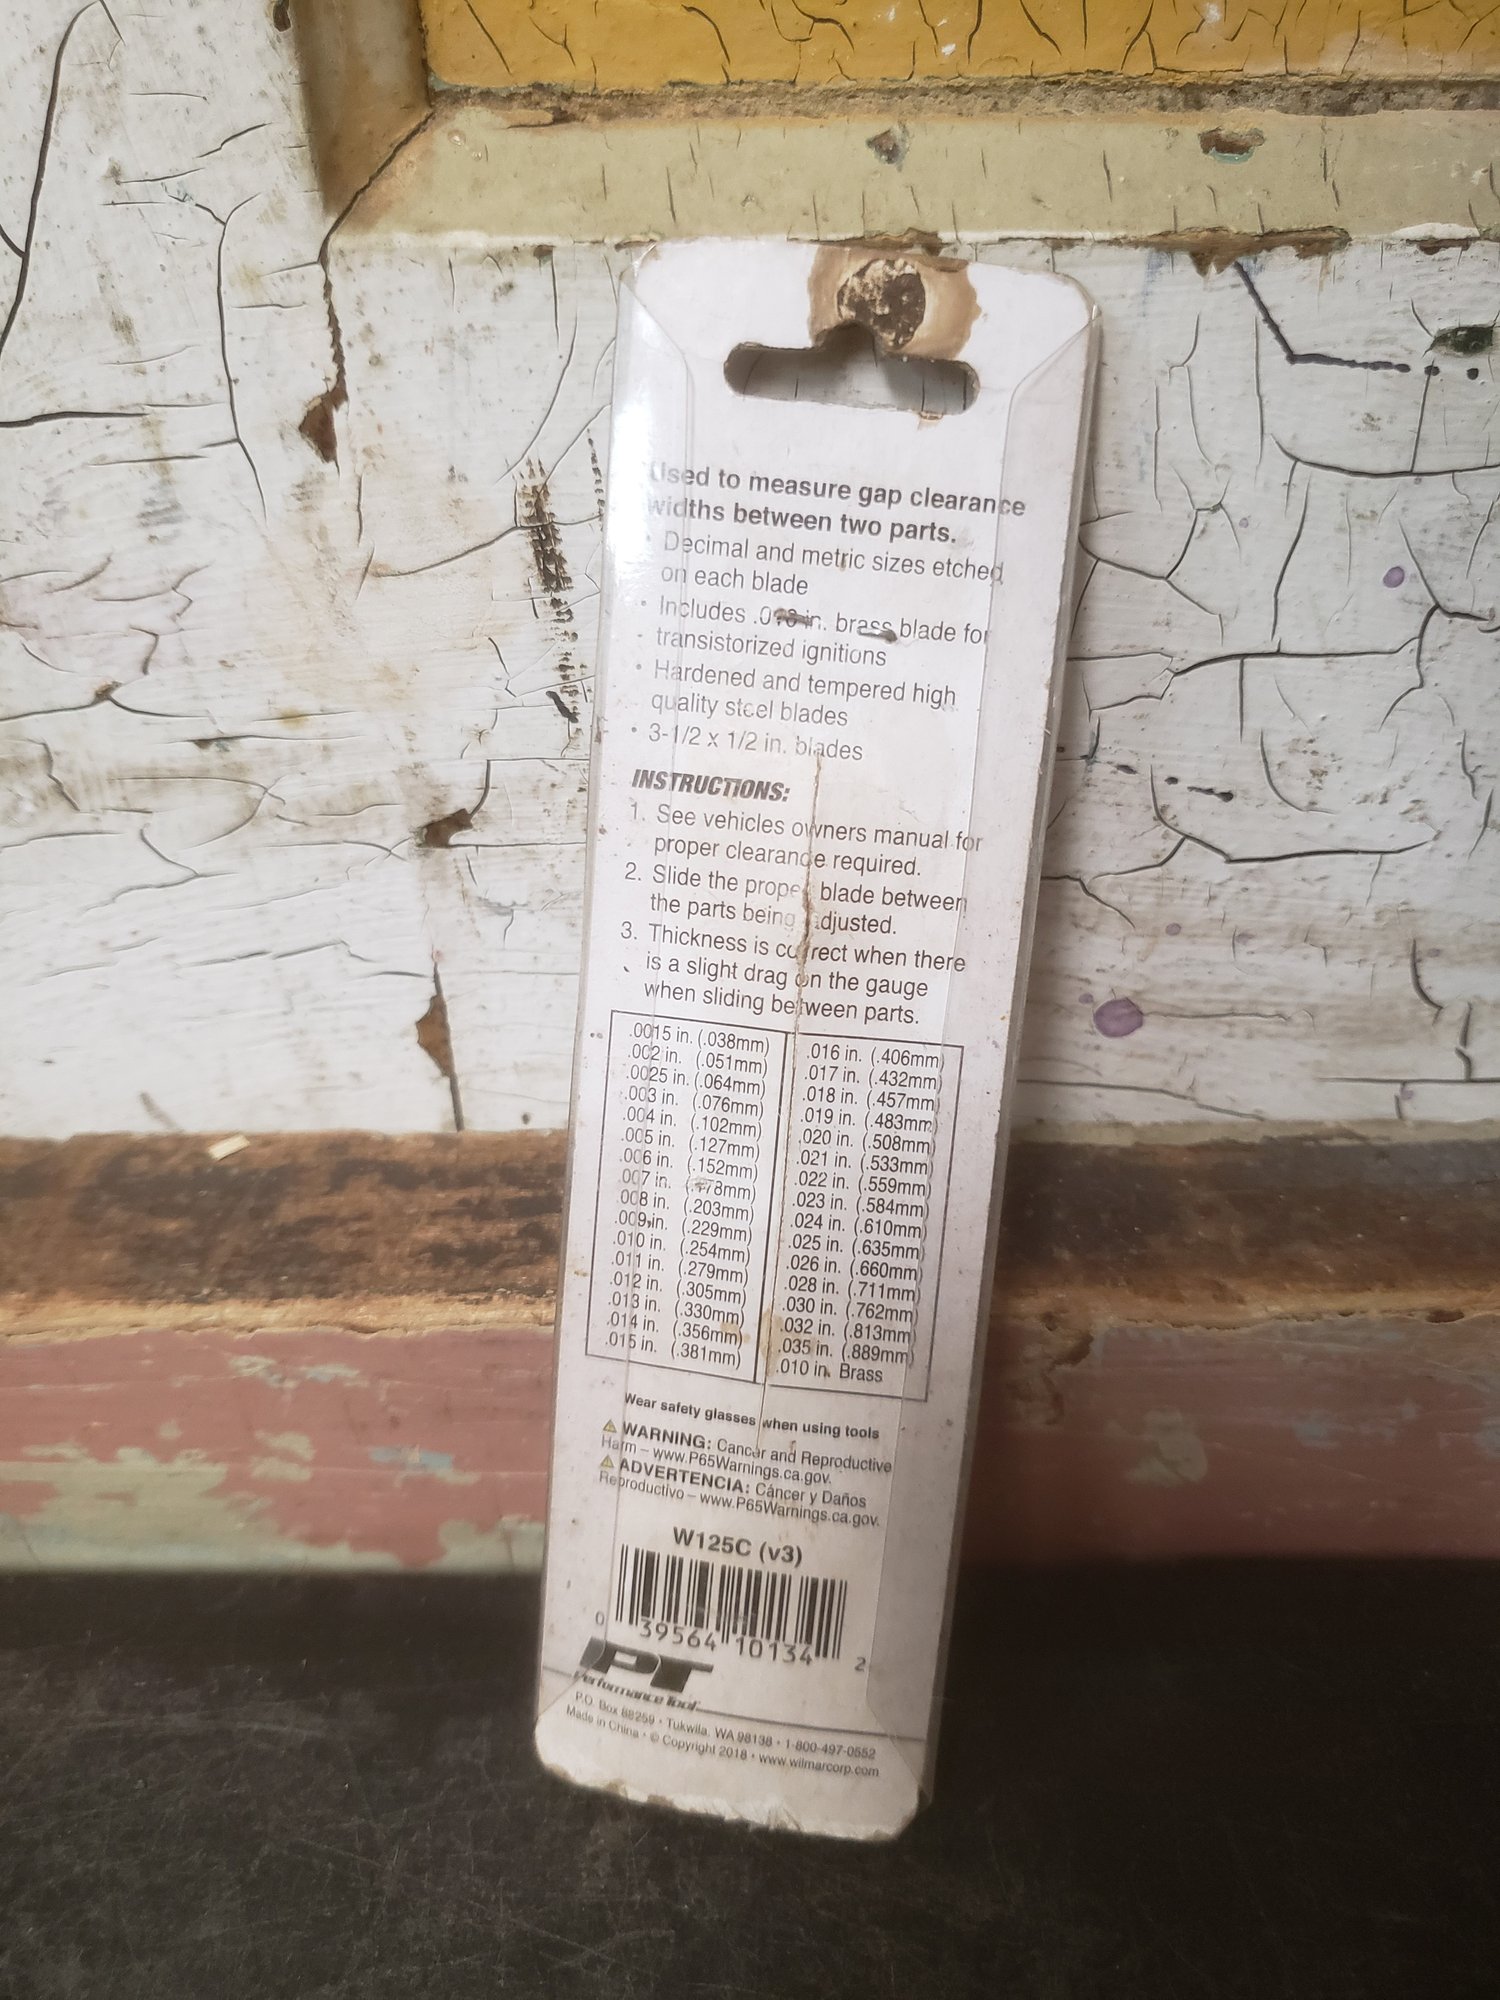 Used to measure gap clearance
widths between two parts.
Decimal and metric sizes etched
on each blade
• Includes in. brass blade for
transistorized ignitions
• Hardened and tempered high
quality steel blades
• 3-1/2 x 1/2 in. blades
INSTRUCTIONS:
1. See vehicles owners manual for
proper clearance required.
2. Slide the proper blade between
the parts being adjusted.
3. Thickness is correct when there
is a slight drag on the gauge
when sliding between parts.
.0015 in. (.038mm)
.002 in. (.051mm)
.0025 in. (.064mm)
.003 in. (.076mm)
.004 in. (.102mm)
.005 in. (.127mm)
.006 in. (.152mm)
.007 in.
.008 in. (.203mm)
.009 in. (.229mm)
.010 in. (.254mm)
.011 in. (.279mm)
.012 in. (.305mm)
.013 in. (.330mm)
.014 in. (.356mm)
.015 in. (.381mm)
.016 in. (.406mm)
.017 in. (.432mm)
.018 in. (.457mm)
.019 in. (.483mm)
.020 in. (.508mm)
.021 in. (.533mm)
.022 in. (.559mm)
.023 in. (.584mm)
.024 in. (.610mm)
.025 in. (.635mm)
.026 in. (.660mm)
.028 in. (.711mm)
.030 in. (.762mm)
.032 in. (.813mm)
.035 in. (.889mm)
.010 in. Brass
Wear safety glasses when using tools
⚠ WARNING: Cancer and Reproductive
Harm – www.P65Warnings.ca.gov.
⚠ ADVERTENCIA: Cáncer y Daños
Reproductivo – www.P65Warnings.ca.gov.
W125C (v3)
0 39564 10134 2
PT
Performance Tool
P.O. Box 88259 • Tukwila, WA 98138 • 1-800-497-0552
Made in China • © Copyright 2018 • www.wilmarcorp.com